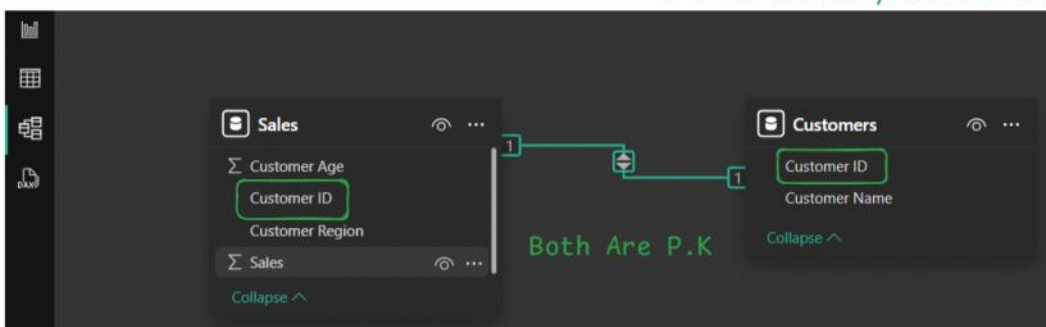 Sales
Customer Age
Customer ID
Customer Region
Sales
Collapse
1
1
Both Are P.K
Customers
Customer ID
Customer Name
Collapse
DAX